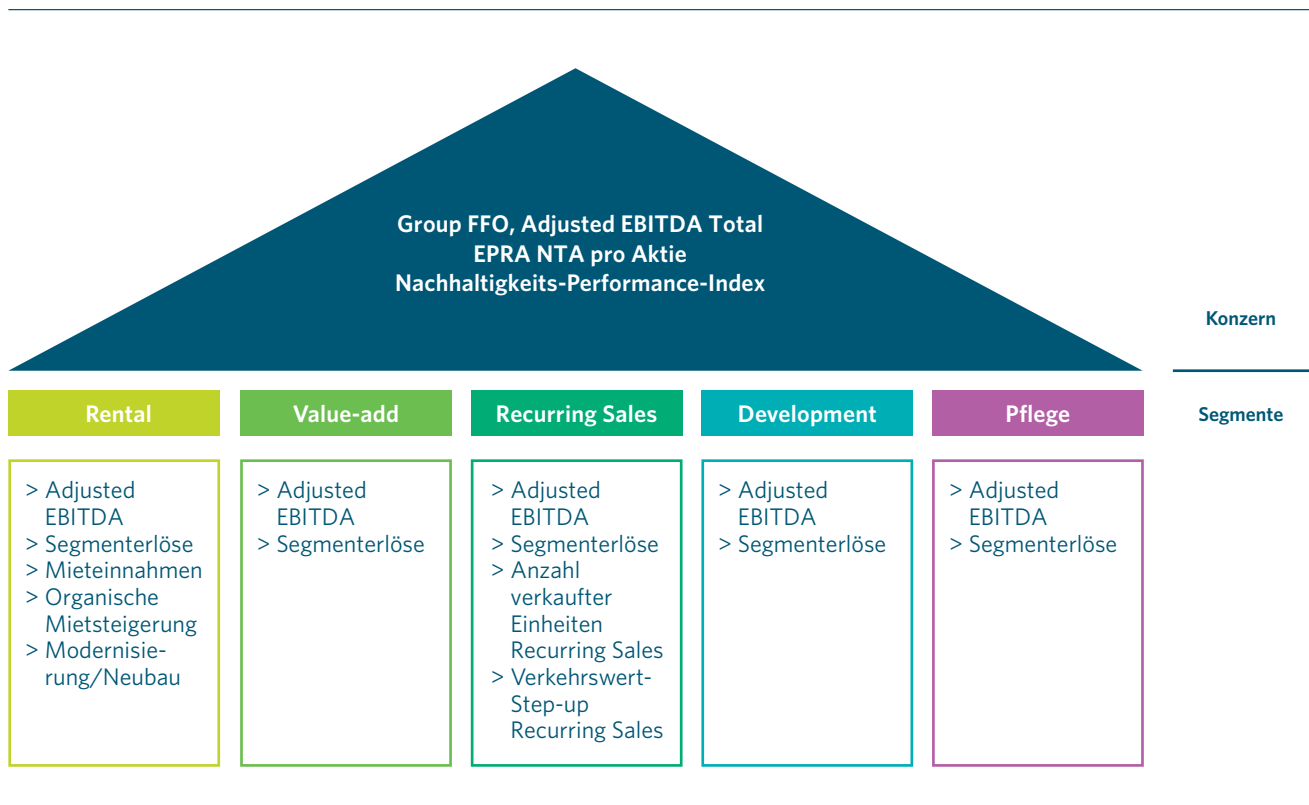 Group FFO, Adjusted EBITDA Total
EPRA NTA pro Aktie
Nachhaltigkeits-Performance-Index
Konzern
Rental
Value-add
Recurring Sales
Development
Pflege
Segmente
> Adjusted
EBITDA
> Segmenterlöse
> Mieteinnahmen
> Organische
Mietsteigerung
> Modernisie-
rung/Neubau
> Adjusted
EBITDA
> Segmenterlöse
> Adjusted
EBITDA
> Segmenterlöse
> Anzahl
verkaufter
Einheiten
Recurring Sales
> Verkehrswert-
Step-up
Recurring Sales
> Adjusted
EBITDA
> Segmenterlöse
> Adjusted
EBITDA
> Segmenterlöse